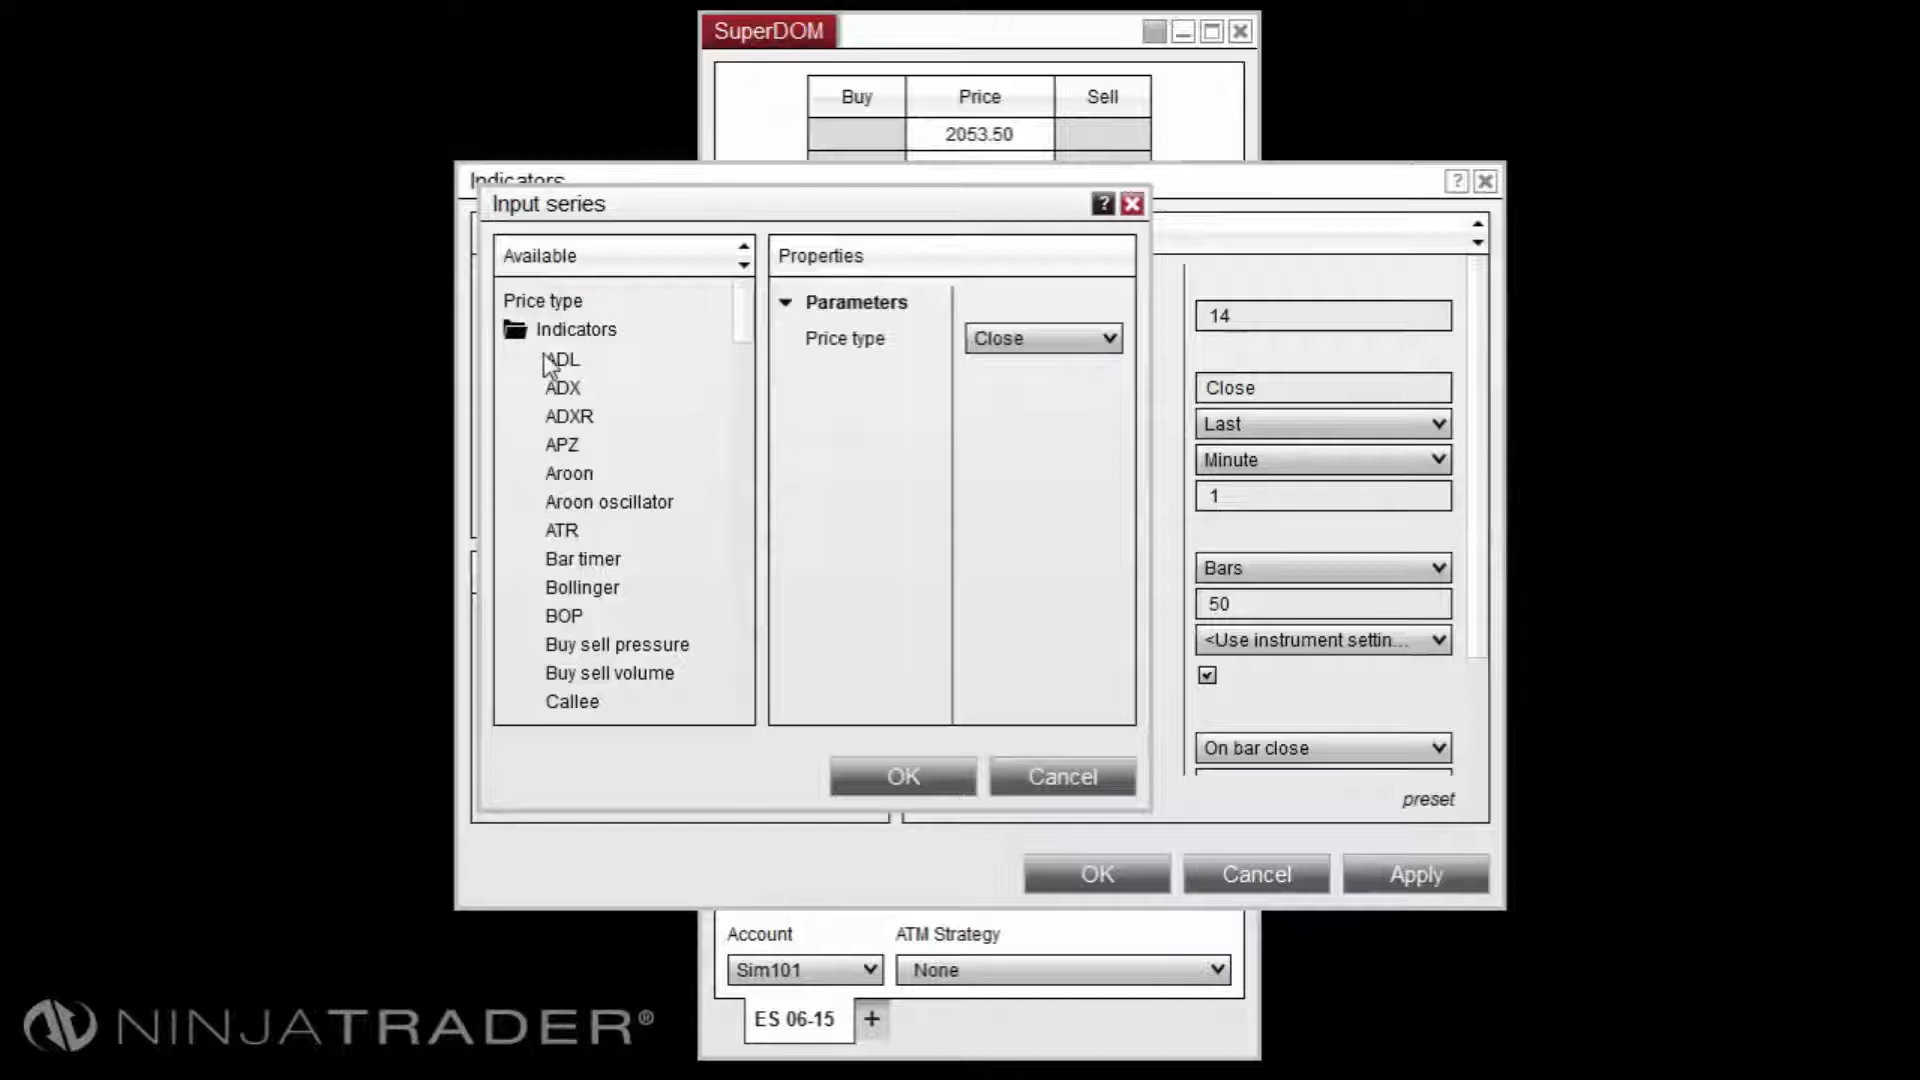 SuperDOM
Buy Price Sell
2053.50
Indicators
Input series
Available
Price type
Indicators
ADL
ADX
ADXR
APZ
Aroon
Aroon oscillator
ATR
Bar timer
Bollinger
BOP
Buy sell pressure
Buy sell volume
Callee
Properties
Parameters
Price type Close
OK Cancel
14
Close
Last
Minute
1
Bars
50
<Use instrument settin...
On bar close
preset
OK Cancel Apply
Account ATM Strategy
Sim101 None
ES 06-15 +
NINJATRADER®